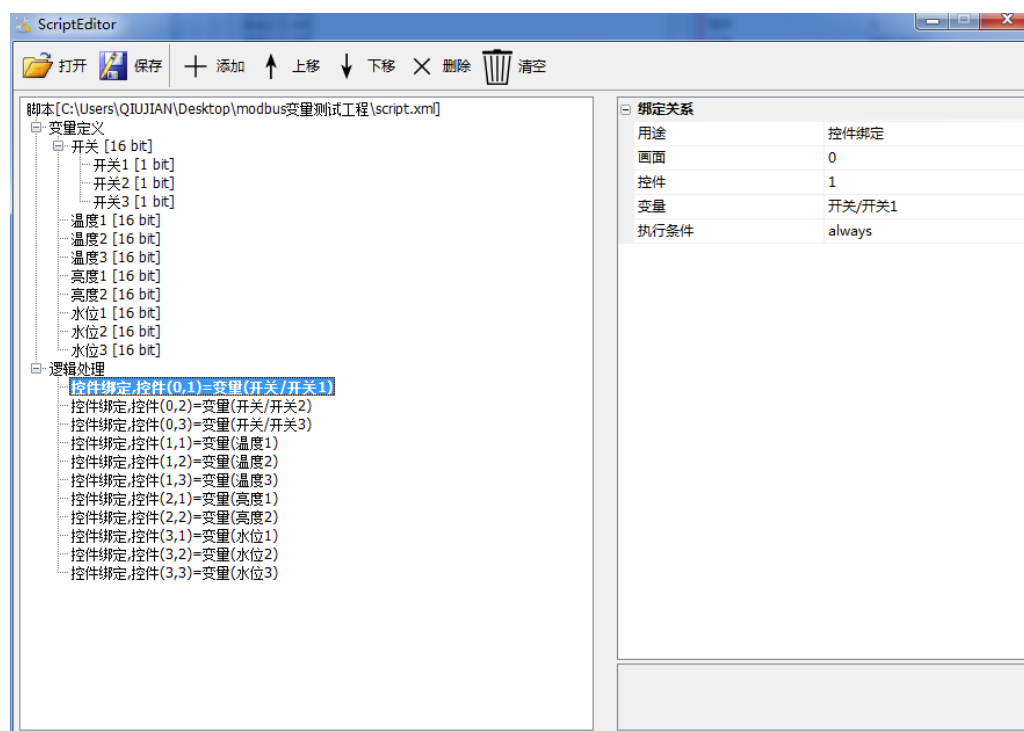 ScriptEditor
打开 保存 添加 上移 下移 删除 清空
脚本[C:\Users\QIUJIAN\Desktop\modbus变量测试工程\script.xml]
变量定义
开关 [16 bit]
开关1 [1 bit]
开关2 [1 bit]
开关3 [1 bit]
温度1 [16 bit]
温度2 [16 bit]
温度3 [16 bit]
亮度1 [16 bit]
亮度2 [16 bit]
水位1 [16 bit]
水位2 [16 bit]
水位3 [16 bit]
逻辑处理
控件绑定,控件(0,1)=变量(开关/开关1)
控件绑定,控件(0,2)=变量(开关/开关2)
控件绑定,控件(0,3)=变量(开关/开关3)
控件绑定,控件(1,1)=变量(温度1)
控件绑定,控件(1,2)=变量(温度2)
控件绑定,控件(1,3)=变量(温度3)
控件绑定,控件(2,1)=变量(亮度1)
控件绑定,控件(2,2)=变量(亮度2)
控件绑定,控件(3,1)=变量(水位1)
控件绑定,控件(3,2)=变量(水位2)
控件绑定,控件(3,3)=变量(水位3)
绑定关系
用途 控件绑定
画面 0
控件 1
变量 开关/开关1
执行条件 always